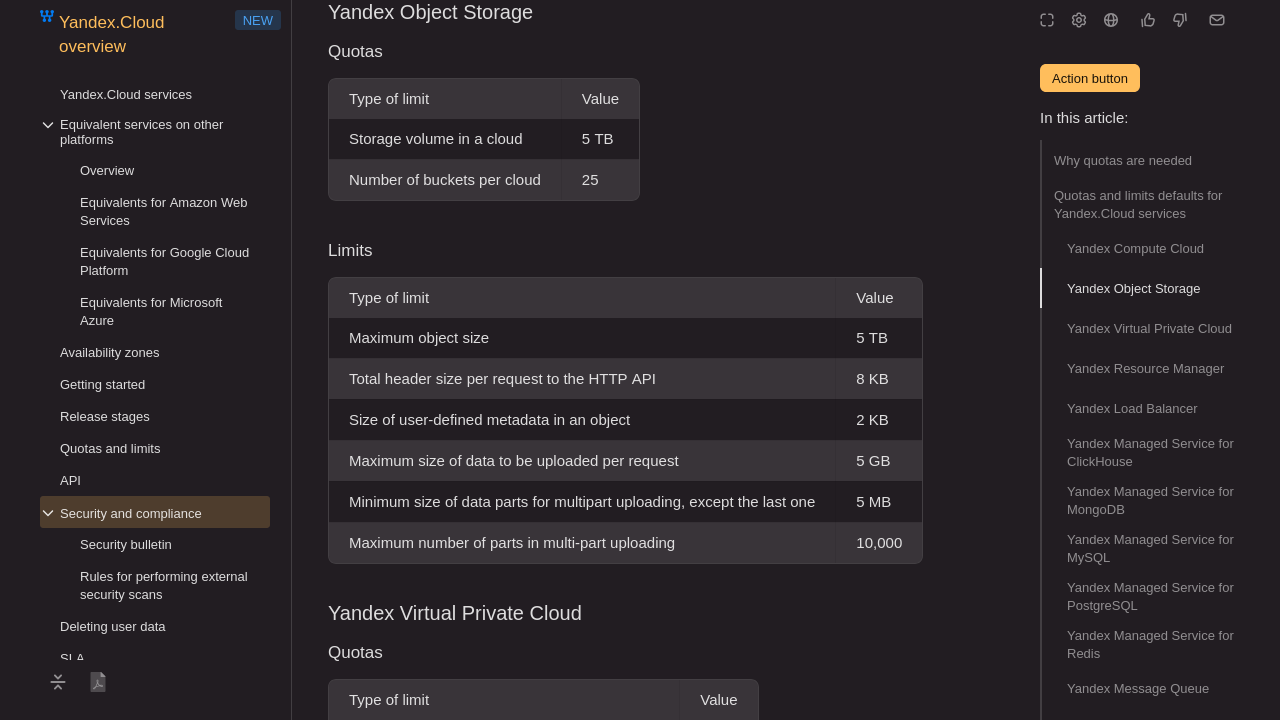 Yandex.Cloud
overview
NEW
Yandex.Cloud services
Equivalent services on other
platforms
Overview
Equivalents for Amazon Web
Services
Equivalents for Google Cloud
Platform
Equivalents for Microsoft
Azure
Availability zones
Getting started
Release stages
Quotas and limits
API
Security and compliance
Security bulletin
Rules for performing external
security scans
Deleting user data
SLA
Yandex Object Storage
Quotas
Type of limit Value
Storage volume in a cloud 5 TB
Number of buckets per cloud 25
Limits
Type of limit Value
Maximum object size 5 TB
Total header size per request to the HTTP API 8 KB
Size of user-defined metadata in an object 2 KB
Maximum size of data to be uploaded per request 5 GB
Minimum size of data parts for multipart uploading, except the last one 5 MB
Maximum number of parts in multi-part uploading 10,000
Yandex Virtual Private Cloud
Quotas
Type of limit Value
Action button
In this article:
Why quotas are needed
Quotas and limits defaults for
Yandex.Cloud services
Yandex Compute Cloud
Yandex Object Storage
Yandex Virtual Private Cloud
Yandex Resource Manager
Yandex Load Balancer
Yandex Managed Service for
ClickHouse
Yandex Managed Service for
MongoDB
Yandex Managed Service for
MySQL
Yandex Managed Service for
PostgreSQL
Yandex Managed Service for
Redis
Yandex Message Queue